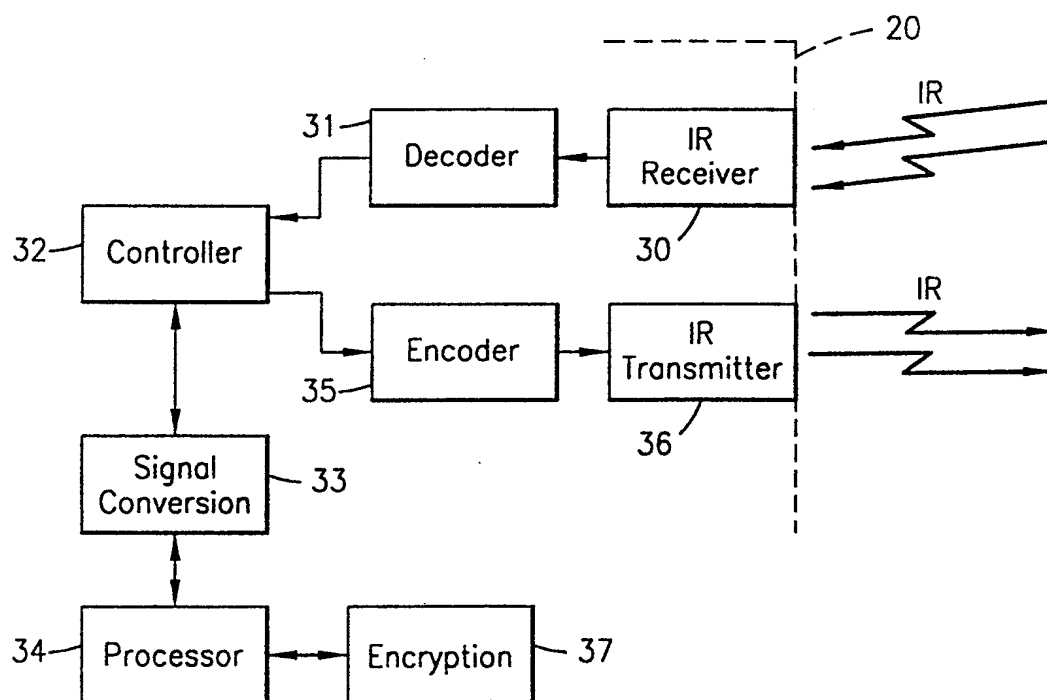 20
IR
31
Decoder
IR
Receiver
30
32
Controller
IR
Encoder
35
IR
Transmitter
36
Signal
Conversion
33
34
Processor
Encryption
37